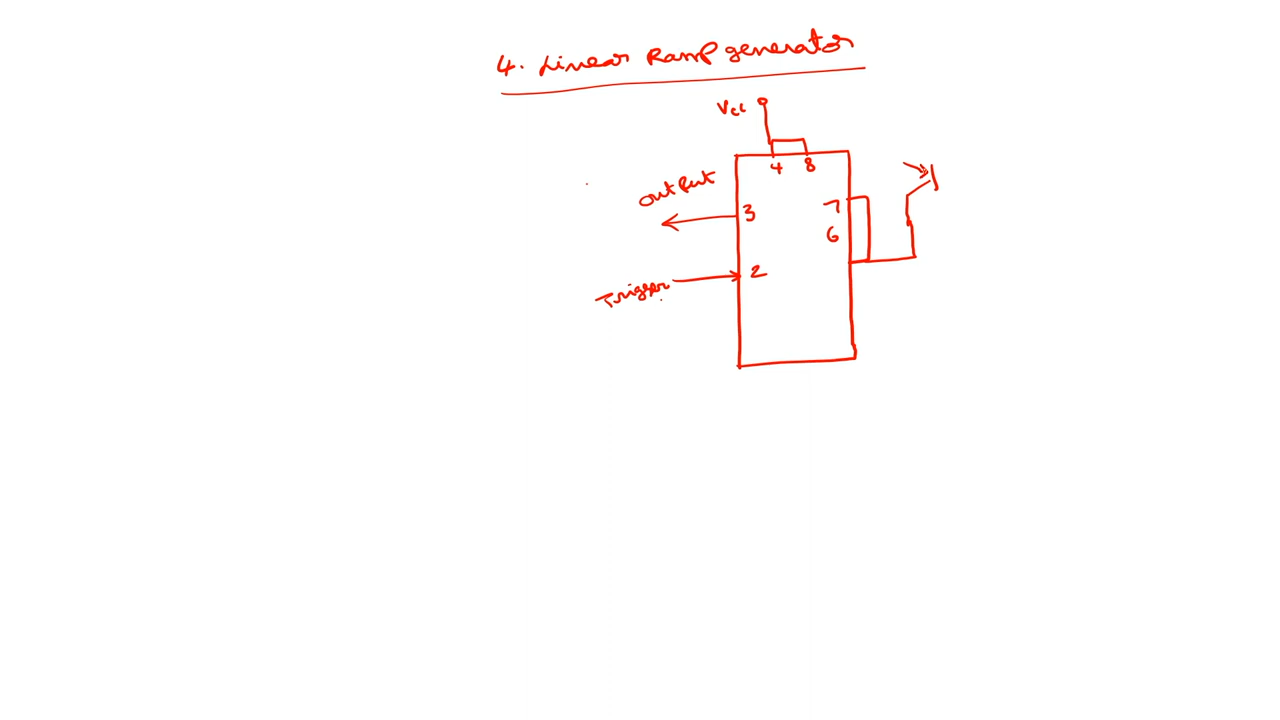 4. Linear Ramp generator
Vcc
4 8
output
3
7
6
2
Trigger